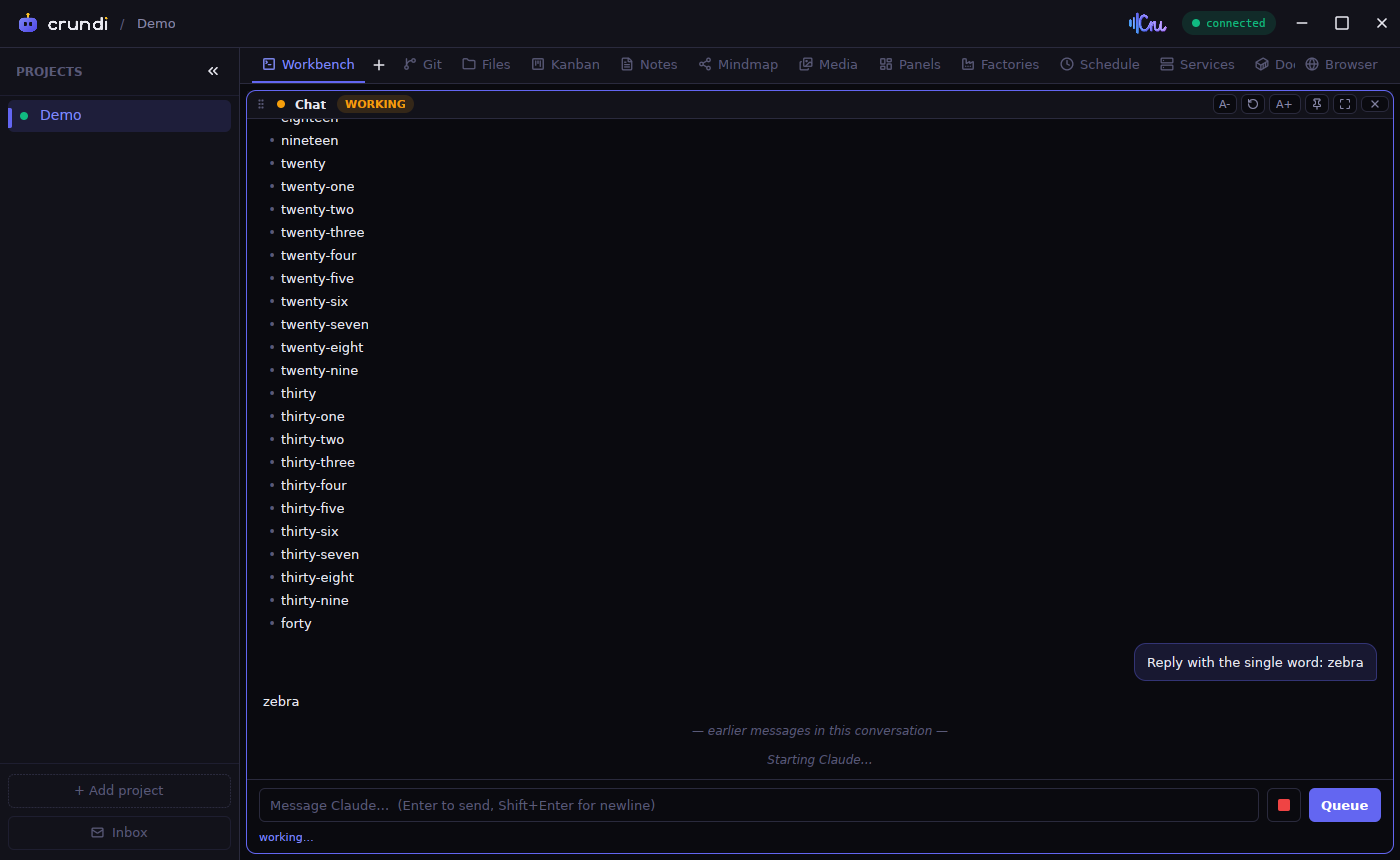 crundi / Demo
Cru
connected
PROJECTS
Demo
+ Add project
Inbox
Workbench
Git
Files
Kanban
Notes
Mindmap
Media
Panels
Factories
Schedule
Services
Browser
Chat WORKING
A-
A+
eighteen
• nineteen
• twenty
• twenty-one
• twenty-two
• twenty-three
• twenty-four
• twenty-five
• twenty-six
• twenty-seven
• twenty-eight
• twenty-nine
• thirty
• thirty-one
• thirty-two
• thirty-three
• thirty-four
• thirty-five
• thirty-six
• thirty-seven
• thirty-eight
• thirty-nine
• forty
Reply with the single word: zebra
zebra
— earlier messages in this conversation —
Starting Claude…
Message Claude… (Enter to send, Shift+Enter for newline)
Queue
working…